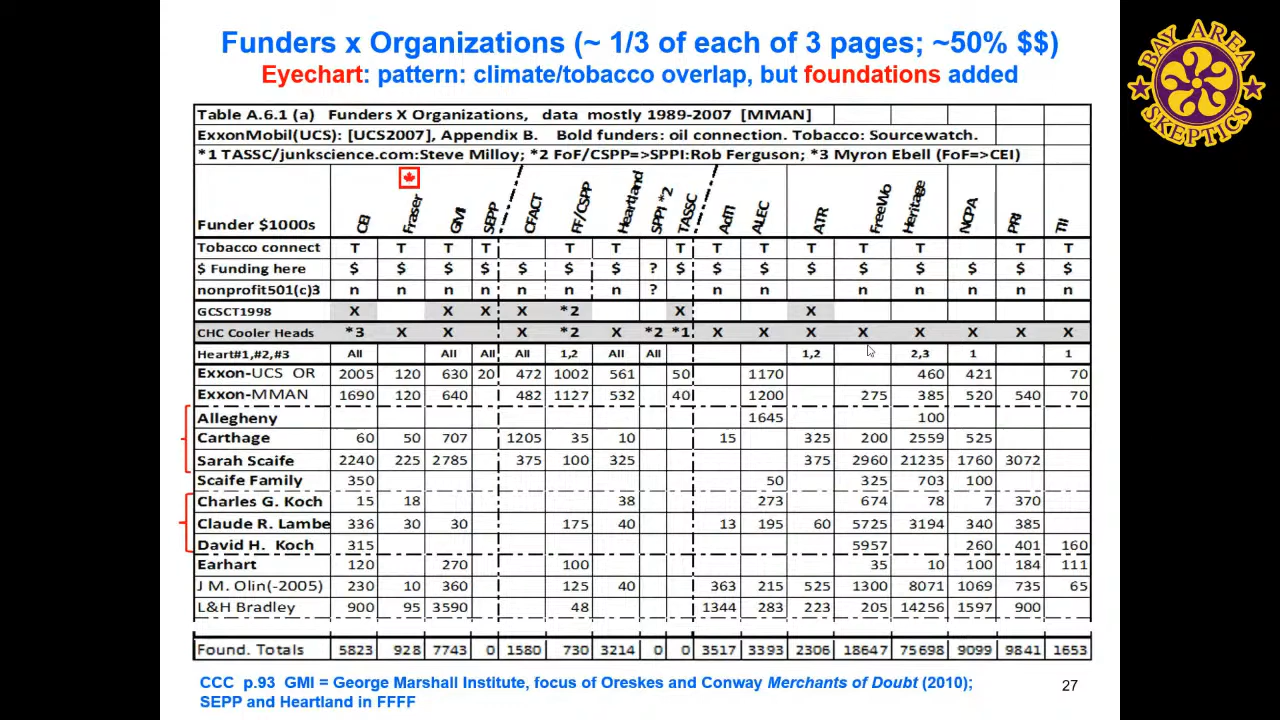 Funders x Organizations (~ 1/3 of each of 3 pages; ~50% $$)
Eyechart: pattern: climate/tobacco overlap, but foundations added
BAY AREA SKEPTICS
Table A.6.1 (a) Funders X Organizations, data mostly 1989-2007 [MMAN]
ExxonMobil(UCS): [UCS2007], Appendix B. Bold funders: oil connection. Tobacco: Sourcewatch.
*1 TASSC/junkscience.com:Steve Milloy; *2 FoF/CSPP=>SPPI:Rob Ferguson; *3 Myron Ebell (FoF=>CEI)
Funder $1000s CEI Fraser GMI SEPP CFACT FF/CSPP Heartland SPPI *2 TASSC AdTI ALEC ATR FreeWo Heritage NCPA PRI TII
Tobacco connect T T T T T T T T T T T T T T
$ Funding here $ $ $ $ $ $ $ ? $ $ $ $ $ $ $ $ $
nonprofit501(c)3 n n n n n n n ? n n n n n n n
GCSCT1998 X X X X *2 X X
CHC Cooler Heads *3 X X X *2 X *2 *1 X X X X X X X X
Heart#1,#2,#3 All All All All 1,2 All All 1,2 2,3 1 1
Exxon-UCS OR 2005 120 630 20 472 1002 561 50 1170 460 421 70
Exxon-MMAN 1690 120 640 482 1127 532 40 1200 275 385 520 540 70
Allegheny 1645 100
Carthage 60 50 707 1205 35 10 15 325 200 2559 525
Sarah Scaife 2240 225 2785 375 100 325 375 2960 21235 1760 3072
Scaife Family 350 50 325 703 100
Charles G. Koch 15 18 38 273 674 78 7 370
Claude R. Lambe 336 30 30 175 40 13 195 60 5725 3194 340 385
David H. Koch 315 5957 260 401 160
Earhart 120 270 100 35 10 100 184 111
J M. Olin(-2005) 230 10 360 125 40 363 215 525 1300 8071 1069 735 65
L&H Bradley 900 95 3590 48 1344 283 223 205 14256 1597 900
Found. Totals 5823 928 7743 0 1580 730 3214 0 0 3517 3393 2306 18647 75698 9099 9841 1653
CCC p.93 GMI = George Marshall Institute, focus of Oreskes and Conway Merchants of Doubt (2010);
SEPP and Heartland in FFFF
27